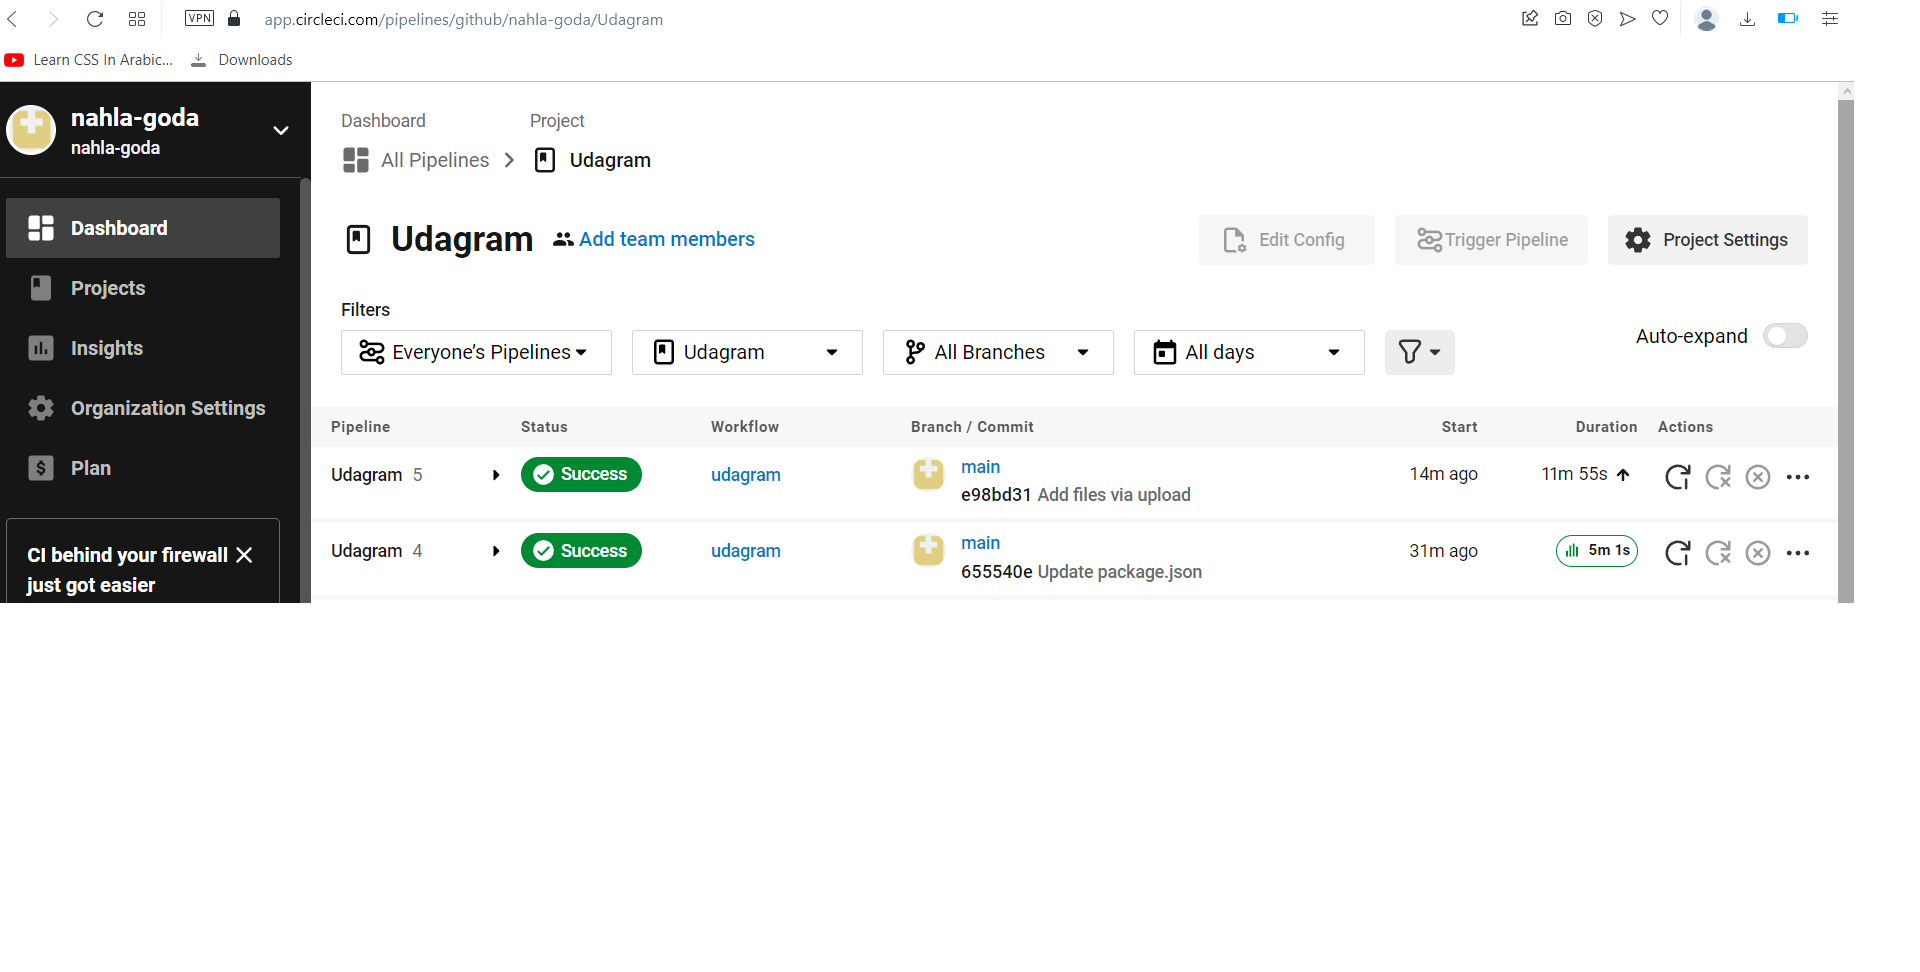 VPN app.circleci.com/pipelines/github/nahla-goda/Udagram
Learn CSS In Arabic... Downloads
nahla-goda
nahla-goda
Dashboard
Projects
Insights
Organization Settings
Plan
CI behind your firewall
just got easier
Dashboard Project
All Pipelines Udagram
Udagram Add team members Edit Config Trigger Pipeline Project Settings
Filters
Everyone’s Pipelines Udagram All Branches All days Auto-expand
Pipeline Status Workflow Branch / Commit Start Duration Actions
Udagram 5 Success udagram main 14m ago 11m 55s
e98bd31 Add files via upload
Udagram 4 Success udagram main 31m ago 5m 1s
655540e Update package.json